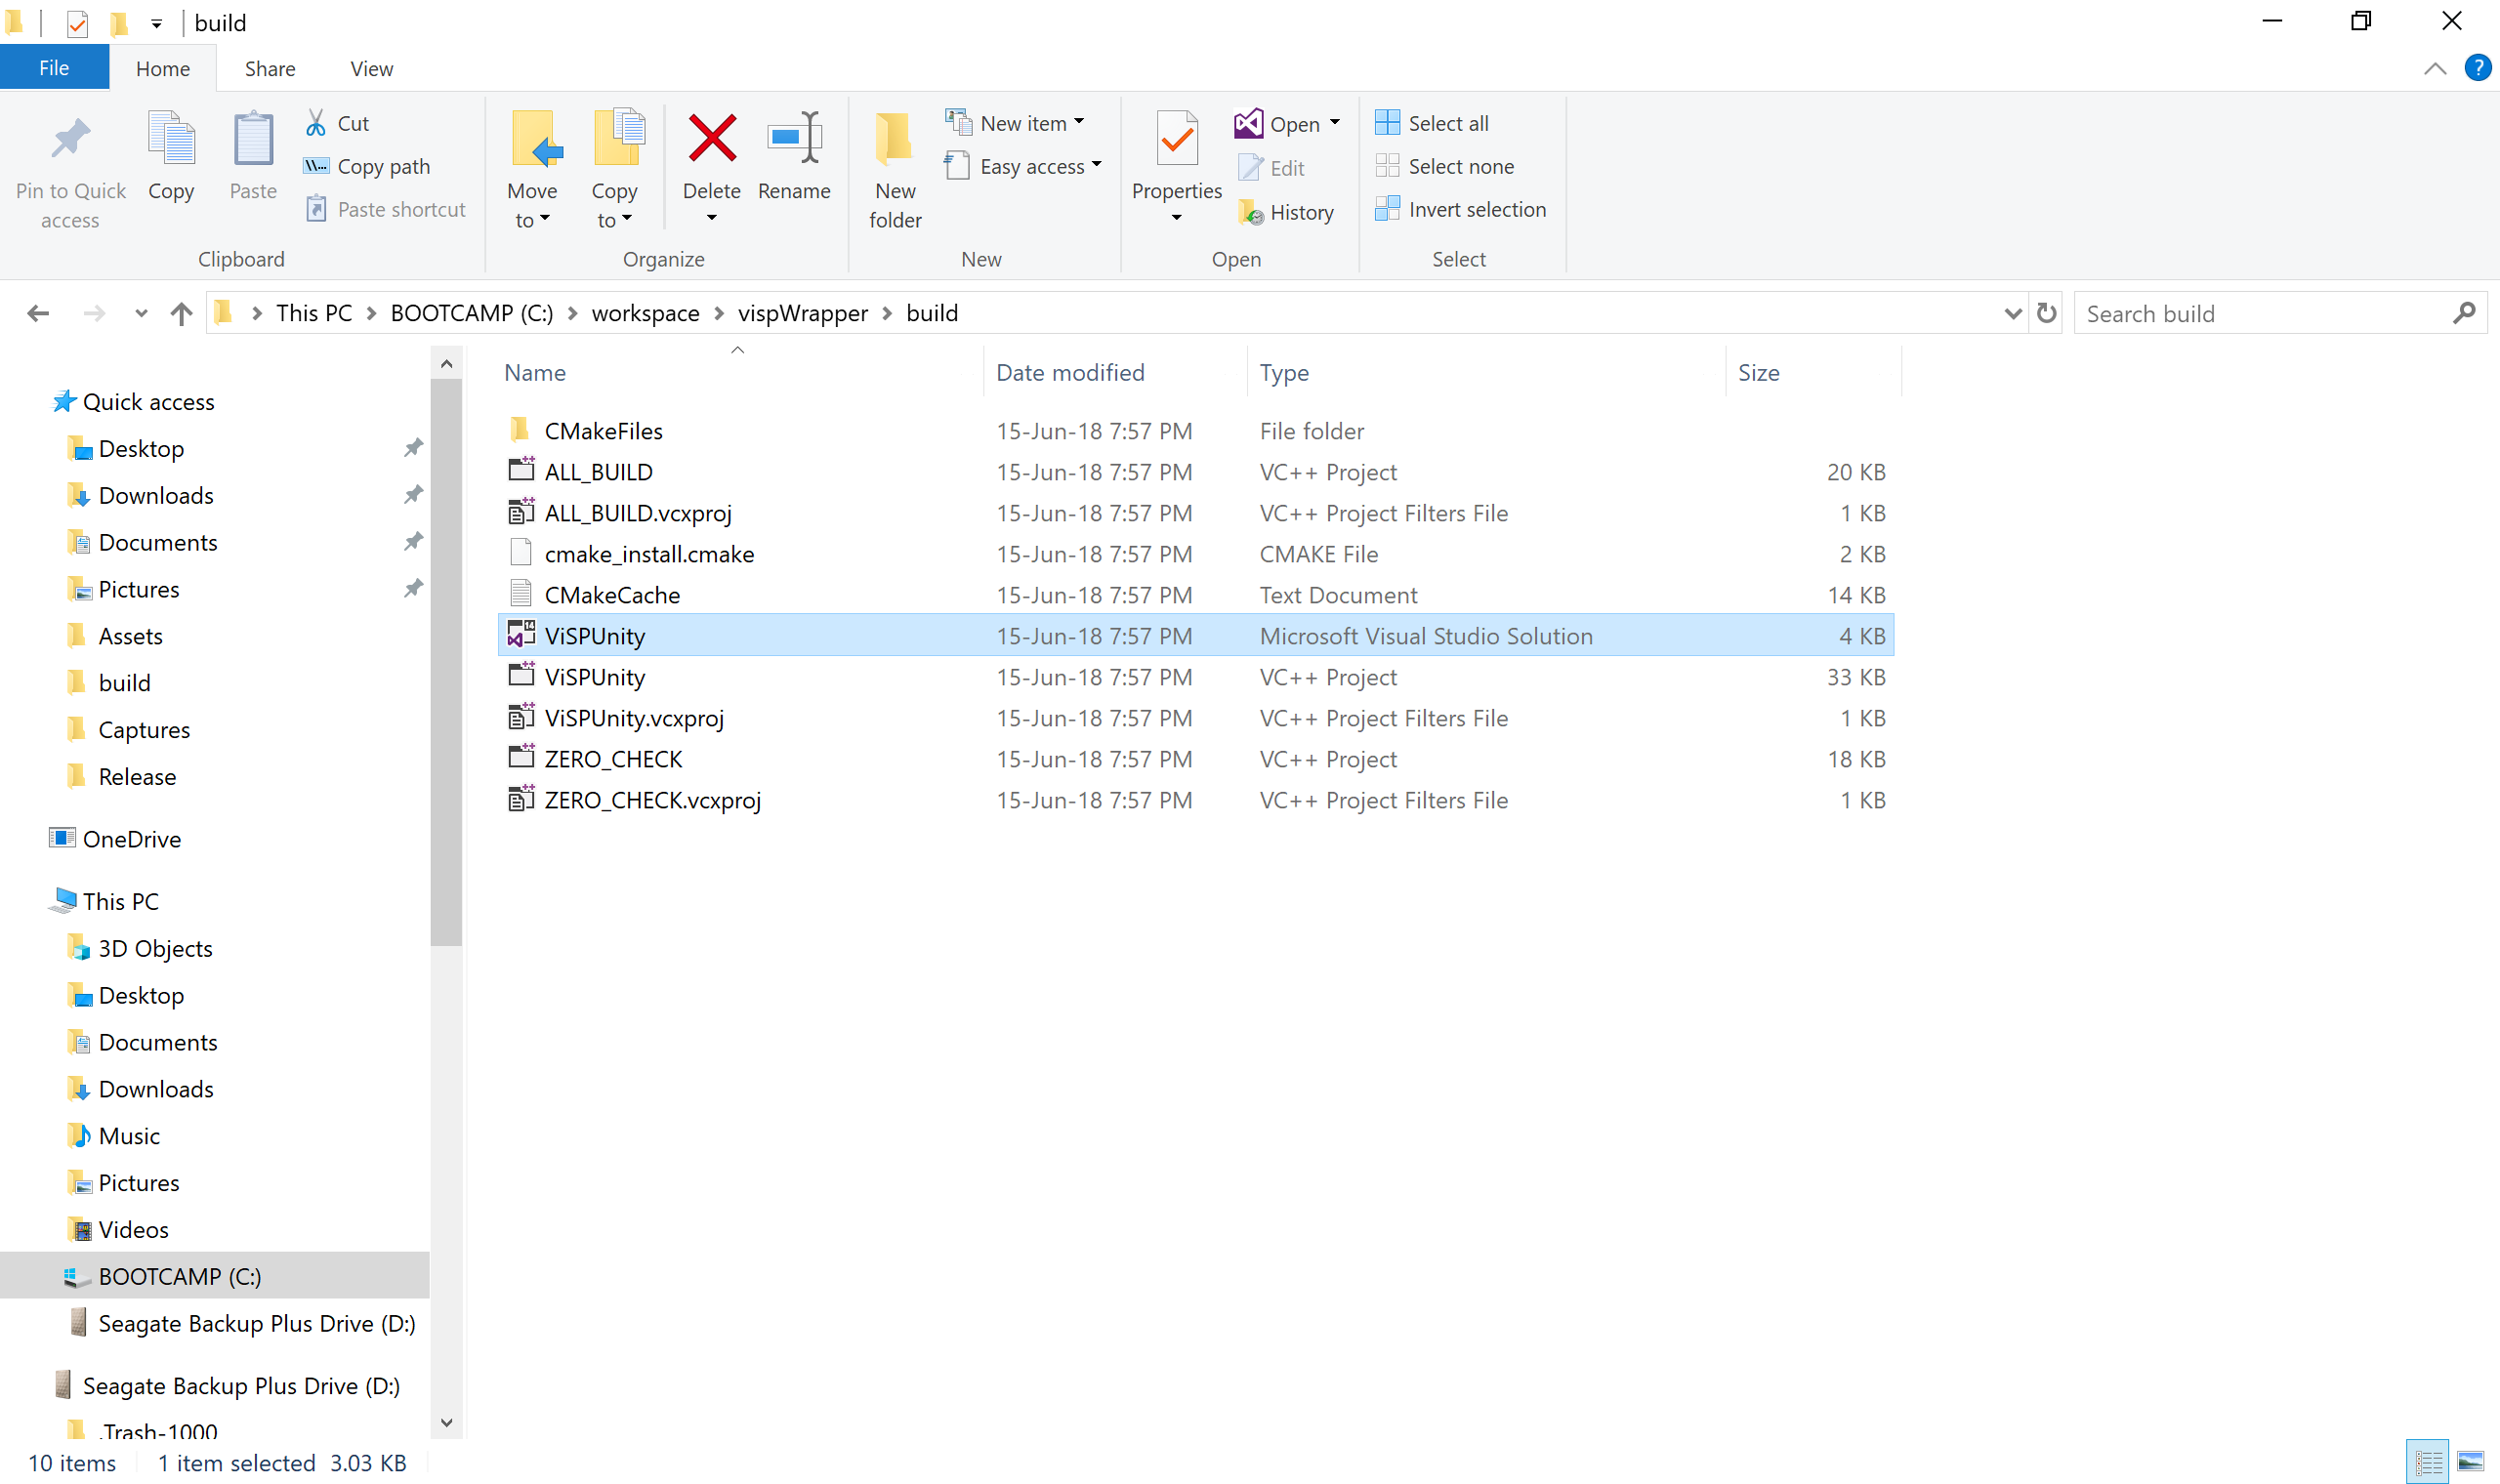 build
File Home Share View
Pin to Quick access
Copy
Paste
Cut
Copy path
Paste shortcut
Clipboard
Move to
Copy to
Delete
Rename
Organize
New folder
New item
Easy access
New
Properties
Open
Edit
History
Open
Select all
Select none
Invert selection
Select
This PC BOOTCAMP (C:) workspace vispWrapper build
Search build
Quick access
Desktop
Downloads
Documents
Pictures
Assets
build
Captures
Release
OneDrive
This PC
3D Objects
Desktop
Documents
Downloads
Music
Pictures
Videos
BOOTCAMP (C:)
Seagate Backup Plus Drive (D:)
Seagate Backup Plus Drive (D:)
.Trash-1000
Name Date modified Type Size
CMakeFiles 15-Jun-18 7:57 PM File folder
ALL_BUILD 15-Jun-18 7:57 PM VC++ Project 20 KB
ALL_BUILD.vcxproj 15-Jun-18 7:57 PM VC++ Project Filters File 1 KB
cmake_install.cmake 15-Jun-18 7:57 PM CMAKE File 2 KB
CMakeCache 15-Jun-18 7:57 PM Text Document 14 KB
ViSPUnity 15-Jun-18 7:57 PM Microsoft Visual Studio Solution 4 KB
ViSPUnity 15-Jun-18 7:57 PM VC++ Project 33 KB
ViSPUnity.vcxproj 15-Jun-18 7:57 PM VC++ Project Filters File 1 KB
ZERO_CHECK 15-Jun-18 7:57 PM VC++ Project 18 KB
ZERO_CHECK.vcxproj 15-Jun-18 7:57 PM VC++ Project Filters File 1 KB
10 items 1 item selected 3.03 KB